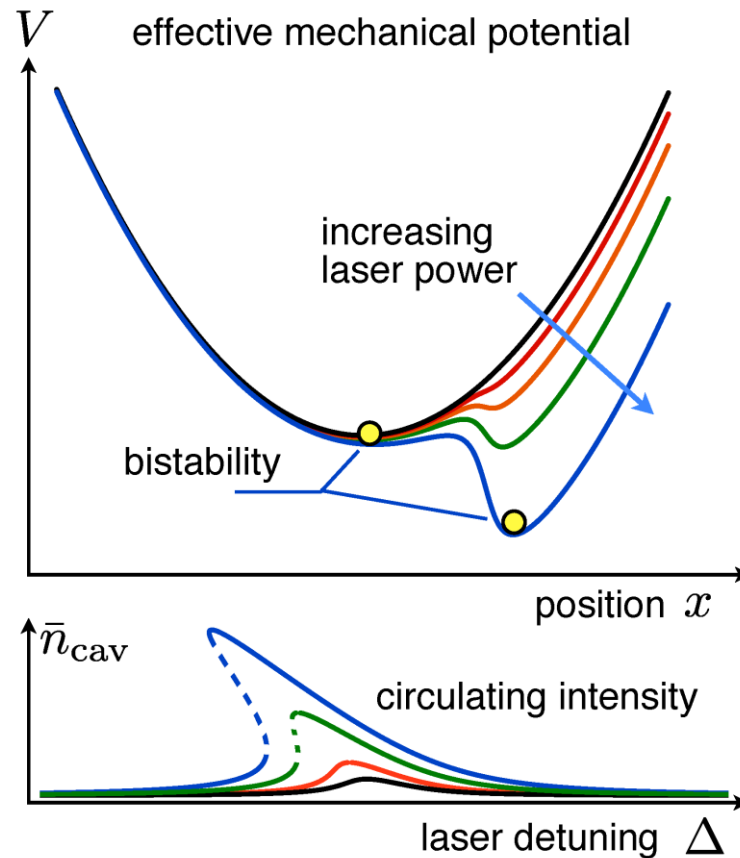 V effective mechanical potential
increasing
laser power
bistability
position x
n̄cav
circulating intensity
laser detuning Δ